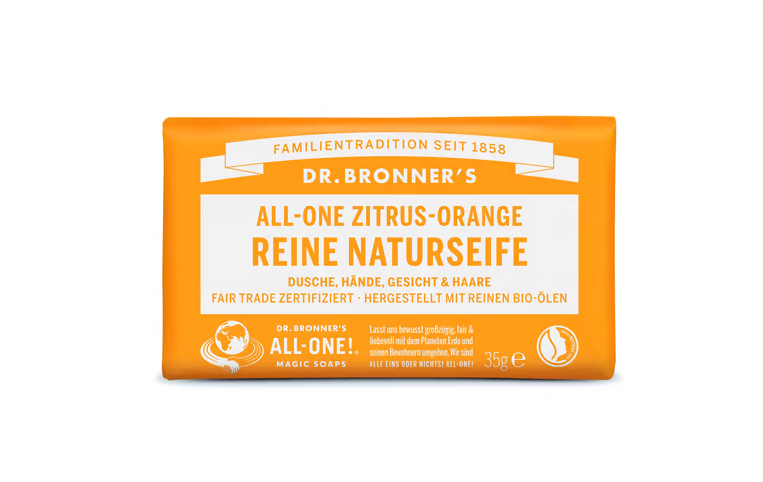 FAMILIENTRADITION SEIT 1858
DR. BRONNER'S
ALL-ONE ZITRUS-ORANGE
REINE NATURSEIFE
DUSCHE, HÄNDE, GESICHT & HAARE
FAIR TRADE ZERTIFIZIERT · HERGESTELLT MIT REINEN BIO-ÖLEN
DR. BRONNER'S
ALL-ONE!®
MAGIC SOAPS
Lasst uns bewusst großzügig, fair &
liebevoll mit dem Planeten Erde und
seinen Bewohnern umgehen. Wir sind
ALLE EINS ODER NICHTS! ALL-ONE!
35g ℮